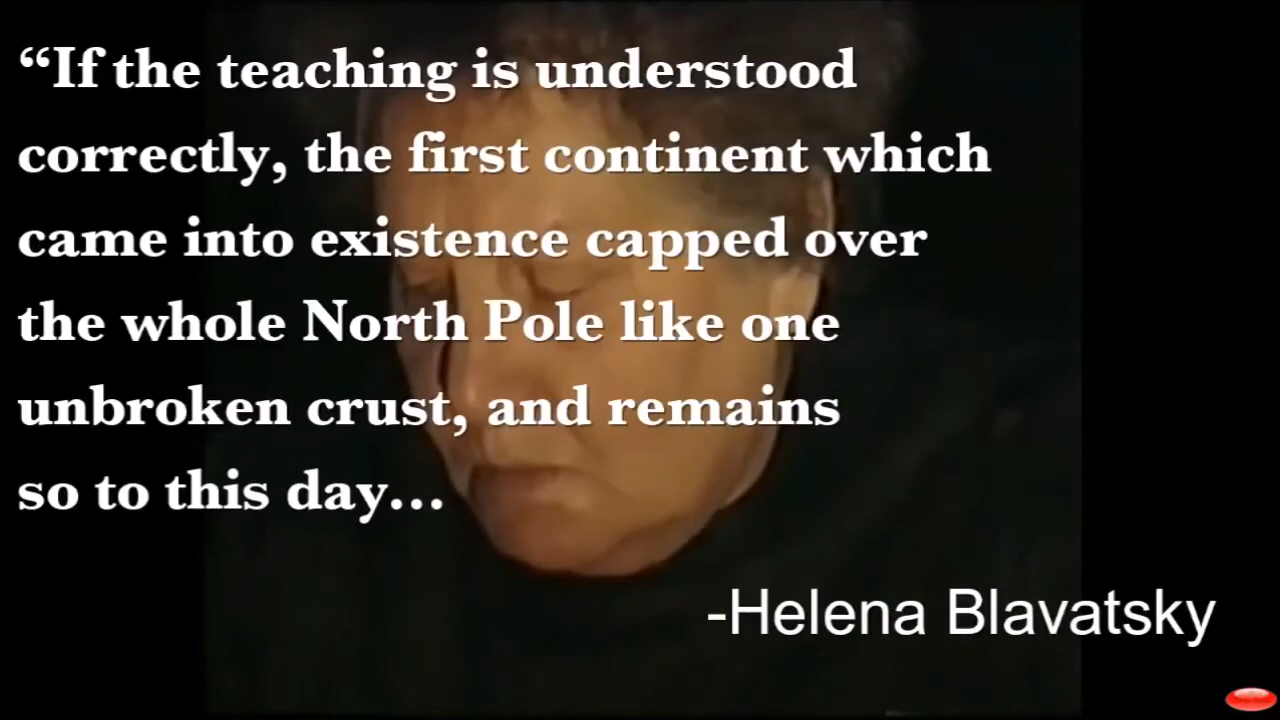 “If the teaching is understood
correctly, the first continent which
came into existence capped over
the whole North Pole like one
unbroken crust, and remains
so to this day...
-Helena Blavatsky